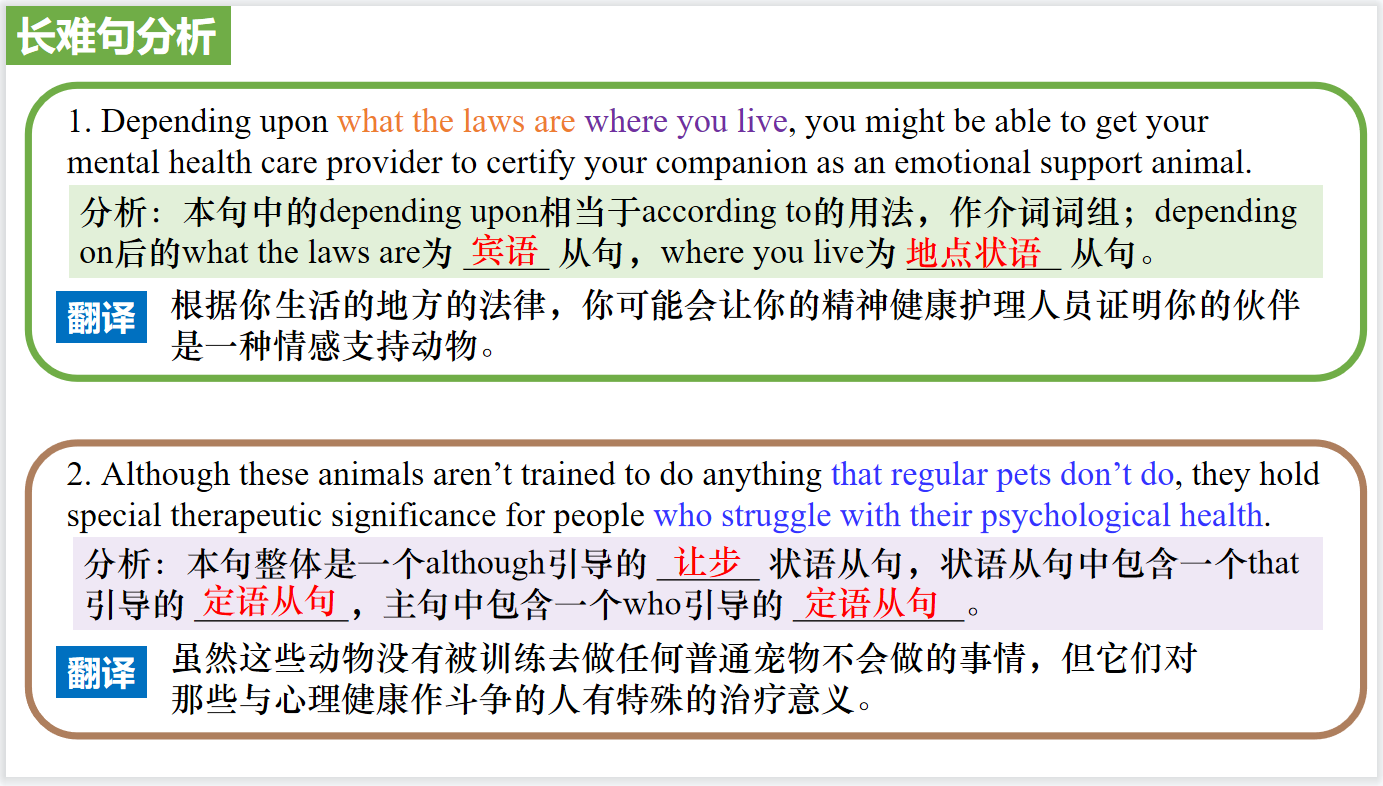 长难句分析
1. Depending upon what the laws are where you live, you might be able to get your
mental health care provider to certify your companion as an emotional support animal.
分析：本句中的depending upon相当于according to的用法，作介词词组；depending
on后的what the laws are为 宾语 从句，where you live为 地点状语 从句。
翻译
根据你生活的地方的法律，你可能会让你的精神健康护理人员证明你的伙伴
是一种情感支持动物。
2. Although these animals aren’t trained to do anything that regular pets don’t do, they hold
special therapeutic significance for people who struggle with their psychological health.
分析：本句整体是一个although引导的 让步 状语从句，状语从句中包含一个that
引导的 定语从句，主句中包含一个who引导的 定语从句 。
翻译
虽然这些动物没有被训练去做任何普通宠物不会做的事情，但它们对
那些与心理健康作斗争的人有特殊的治疗意义。